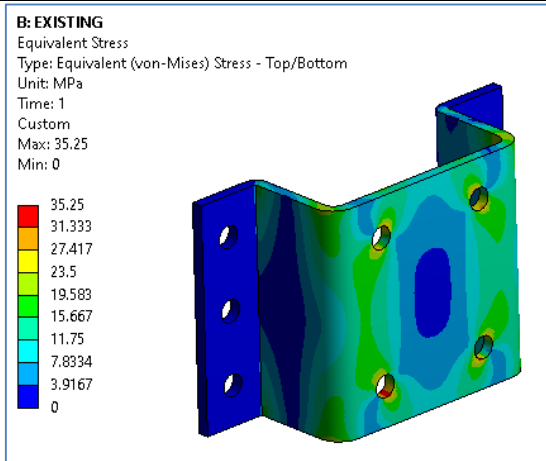 B: EXISTING
Equivalent Stress
Type: Equivalent (von-Mises) Stress - Top/Bottom
Unit: MPa
Time: 1
Custom
Max: 35.25
Min: 0
35.25
31.333
27.417
23.5
19.583
15.667
11.75
7.8334
3.9167
0